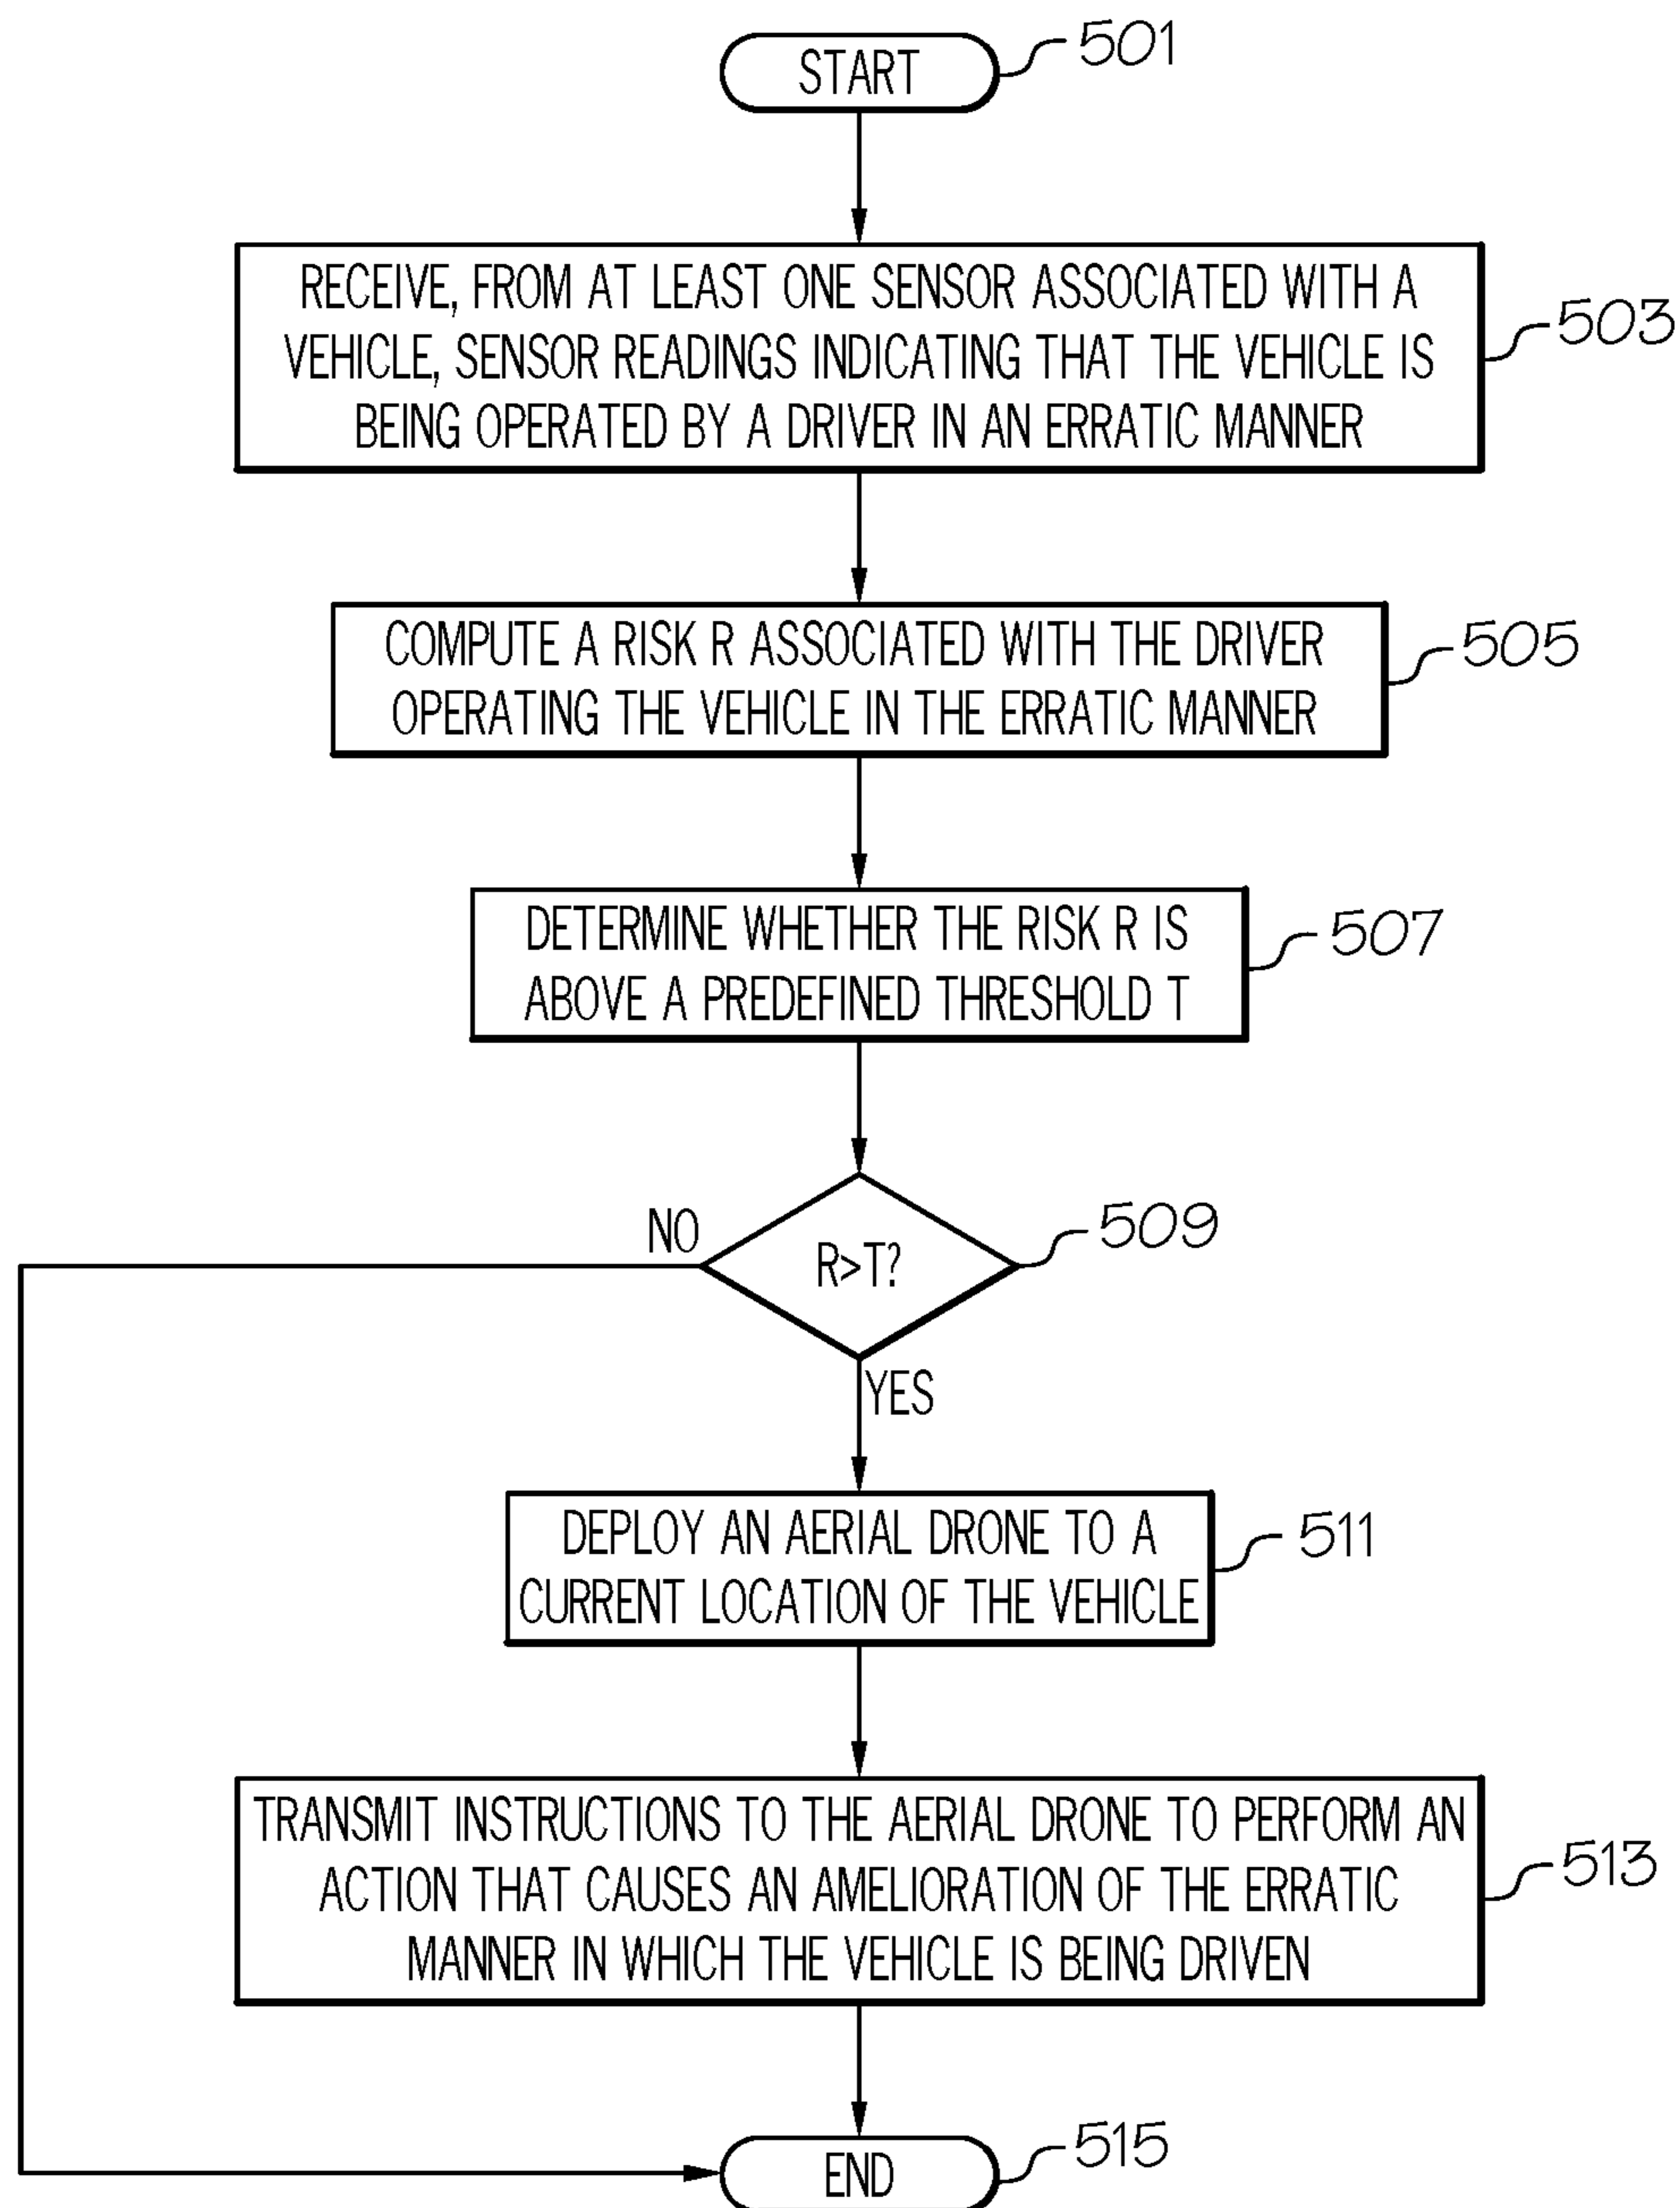 START
501
RECEIVE, FROM AT LEAST ONE SENSOR ASSOCIATED WITH A
VEHICLE, SENSOR READINGS INDICATING THAT THE VEHICLE IS
BEING OPERATED BY A DRIVER IN AN ERRATIC MANNER
503
COMPUTE A RISK R ASSOCIATED WITH THE DRIVER
OPERATING THE VEHICLE IN THE ERRATIC MANNER
505
DETERMINE WHETHER THE RISK R IS
ABOVE A PREDEFINED THRESHOLD T
507
NO
R>T?
509
YES
DEPLOY AN AERIAL DRONE TO A
CURRENT LOCATION OF THE VEHICLE
511
TRANSMIT INSTRUCTIONS TO THE AERIAL DRONE TO PERFORM AN
ACTION THAT CAUSES AN AMELIORATION OF THE ERRATIC
MANNER IN WHICH THE VEHICLE IS BEING DRIVEN
513
END
515